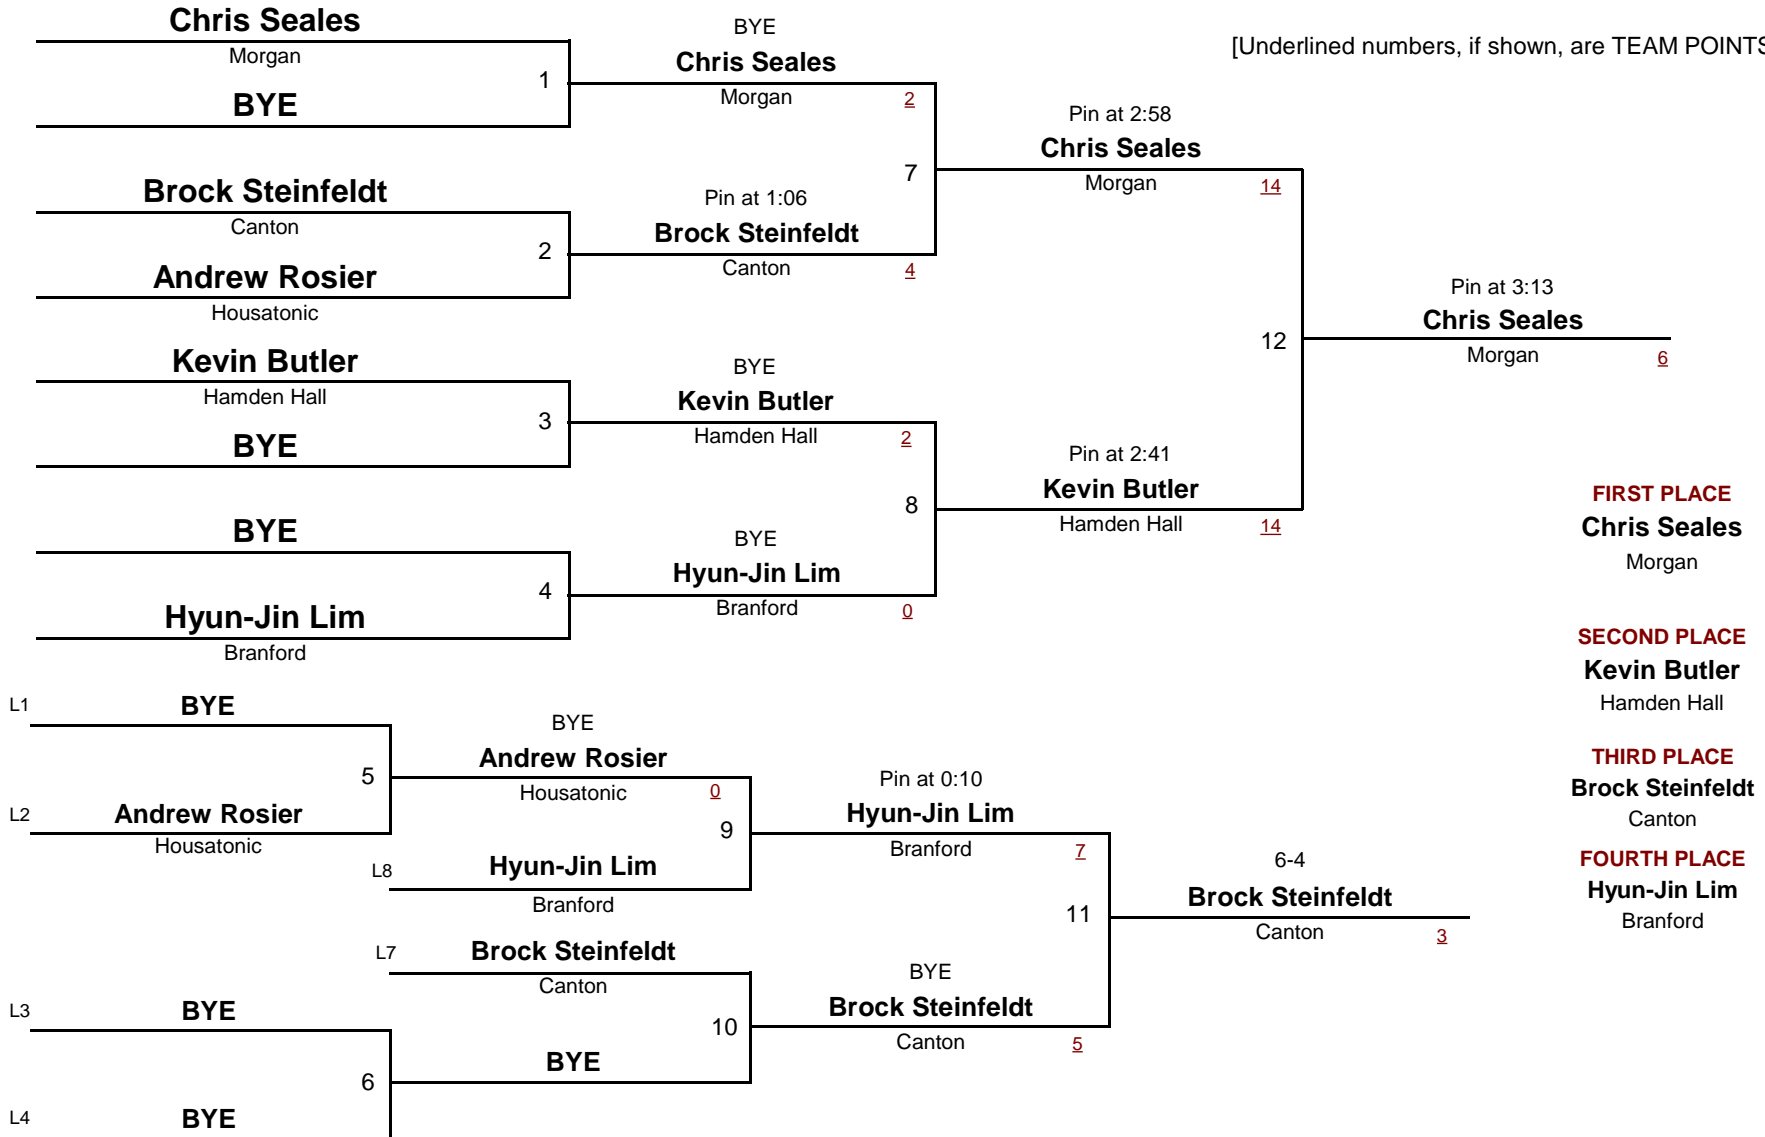 [Underlined numbers, if shown, are TEAM POINTS
Chris Seales
Morgan
1
BYE
BYE
Chris Seales
Morgan
2
Brock Steinfeldt
Canton
2
Andrew Rosier
Housatonic
Pin at 1:06
Brock Steinfeldt
Canton
4
7
Pin at 2:58
Chris Seales
Morgan
14
Kevin Butler
Hamden Hall
3
BYE
BYE
Kevin Butler
Hamden Hall
2
BYE
4
Hyun-Jin Lim
Branford
BYE
Hyun-Jin Lim
Branford
0
8
Pin at 2:41
Kevin Butler
Hamden Hall
14
12
Pin at 3:13
Chris Seales
Morgan
6
FIRST PLACE
Chris Seales
Morgan
SECOND PLACE
Kevin Butler
Hamden Hall
THIRD PLACE
Brock Steinfeldt
Canton
FOURTH PLACE
Hyun-Jin Lim
Branford
L1
BYE
5
L2
Andrew Rosier
Housatonic
BYE
Andrew Rosier
Housatonic
0
9
L8
Hyun-Jin Lim
Branford
Pin at 0:10
Hyun-Jin Lim
Branford
7
L7
Brock Steinfeldt
Canton
10
BYE
L3
BYE
6
L4
BYE
BYE
Brock Steinfeldt
Canton
5
11
6-4
Brock Steinfeldt
Canton
3